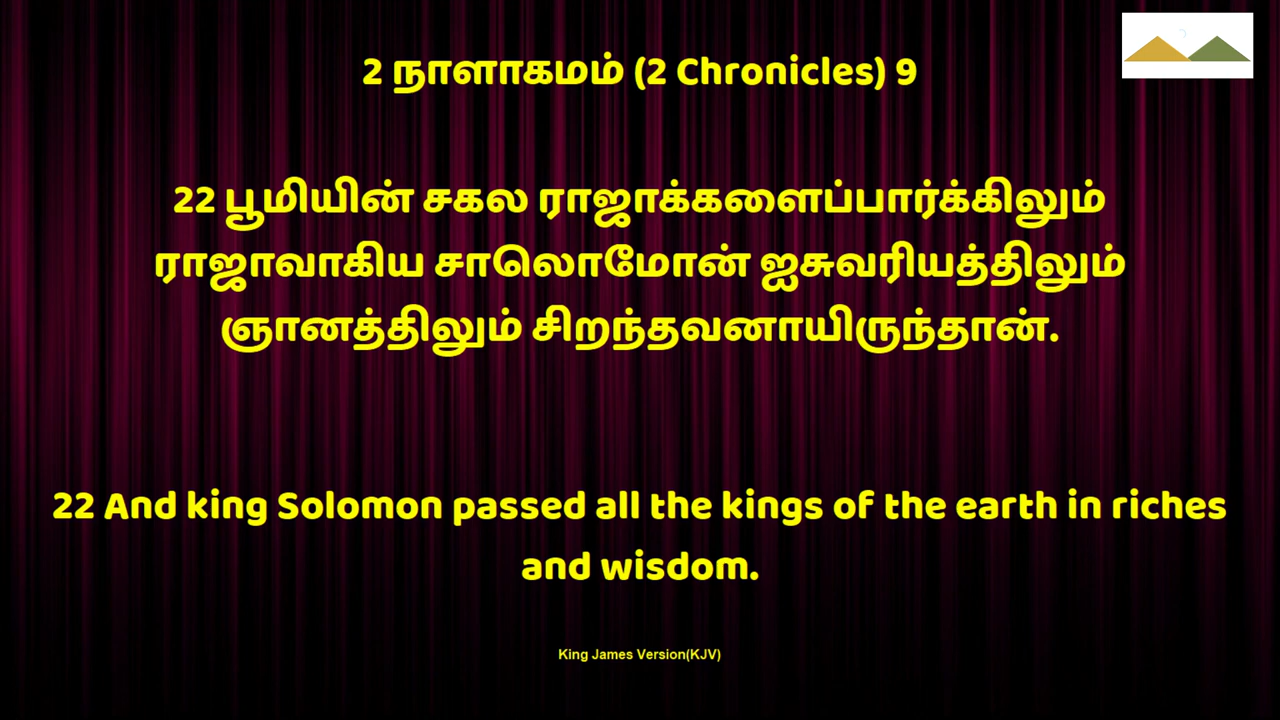 2 நாளாகமம் (2 Chronicles) 9
22 பூமியின் சகல ராஜாக்களைப்பார்க்கிலும்
ராஜாவாகிய சாலொமோன் ஐசுவரியத்திலும்
ஞானத்திலும் சிறந்தவனாயிருந்தான்.
22 And king Solomon passed all the kings of the earth in riches
and wisdom.
King James Version(KJV)